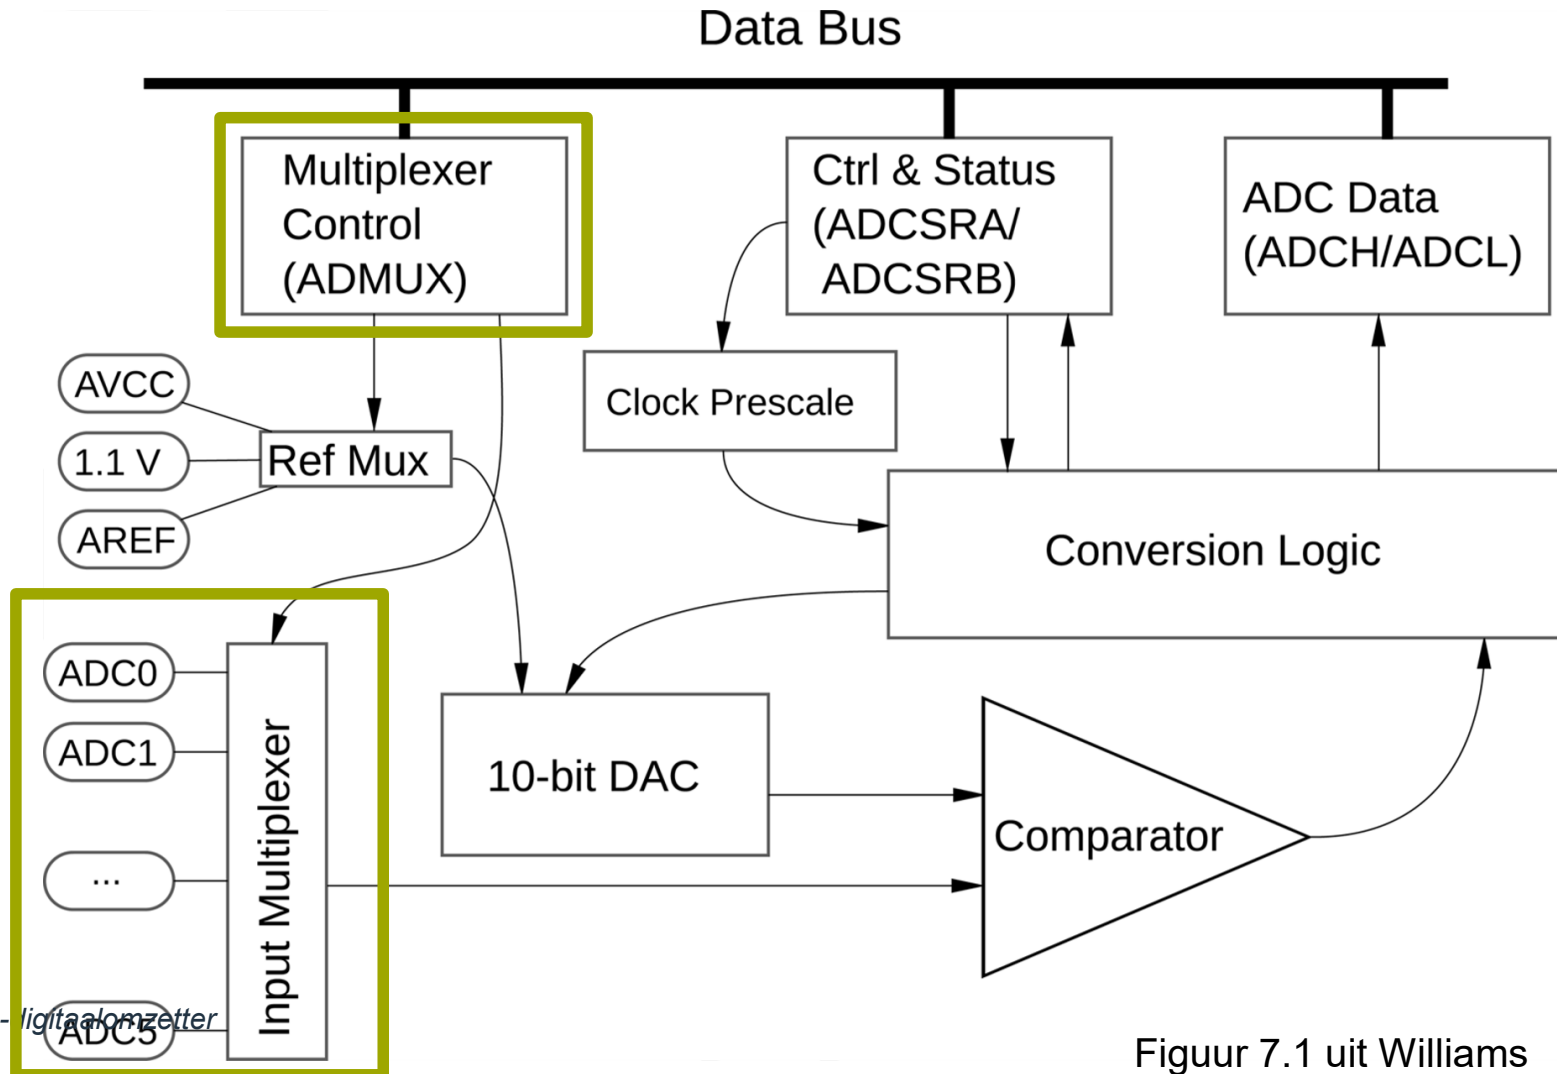 Data Bus
Multiplexer
Control
(ADMUX)
Ctrl & Status
(ADCSRA/
ADCSRB)
ADC Data
(ADCH/ADCL)
Clock Prescale
AVCC
1.1 V
AREF
Ref Mux
Conversion Logic
ADC0
ADC1
...
ADC5
Input Multiplexer
10-bit DAC
Comparator
-digitaalomzetter
Figuur 7.1 uit Williams